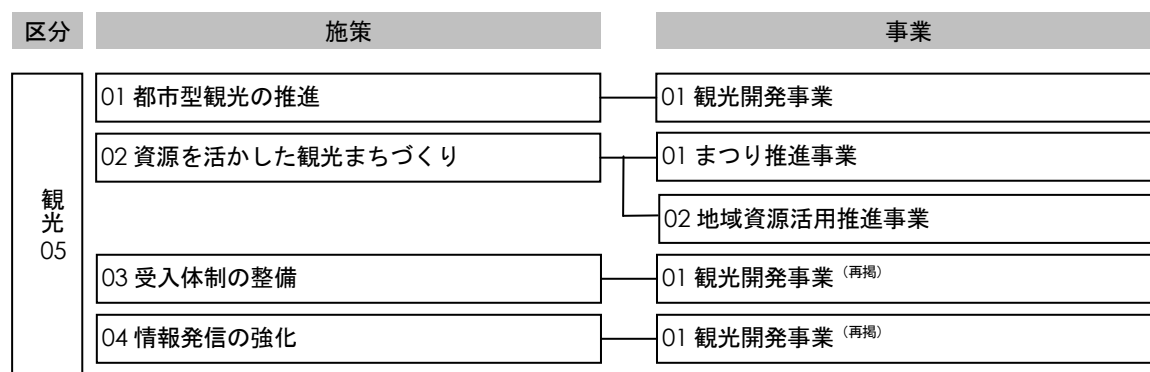 区分 施策 事業
観光 05
01 都市型観光の推進 01 観光開発事業
02 資源を活かした観光まちづくり 01 まつり推進事業
02 地域資源活用推進事業
03 受入体制の整備 01 観光開発事業（再掲）
04 情報発信の強化 01 観光開発事業（再掲）